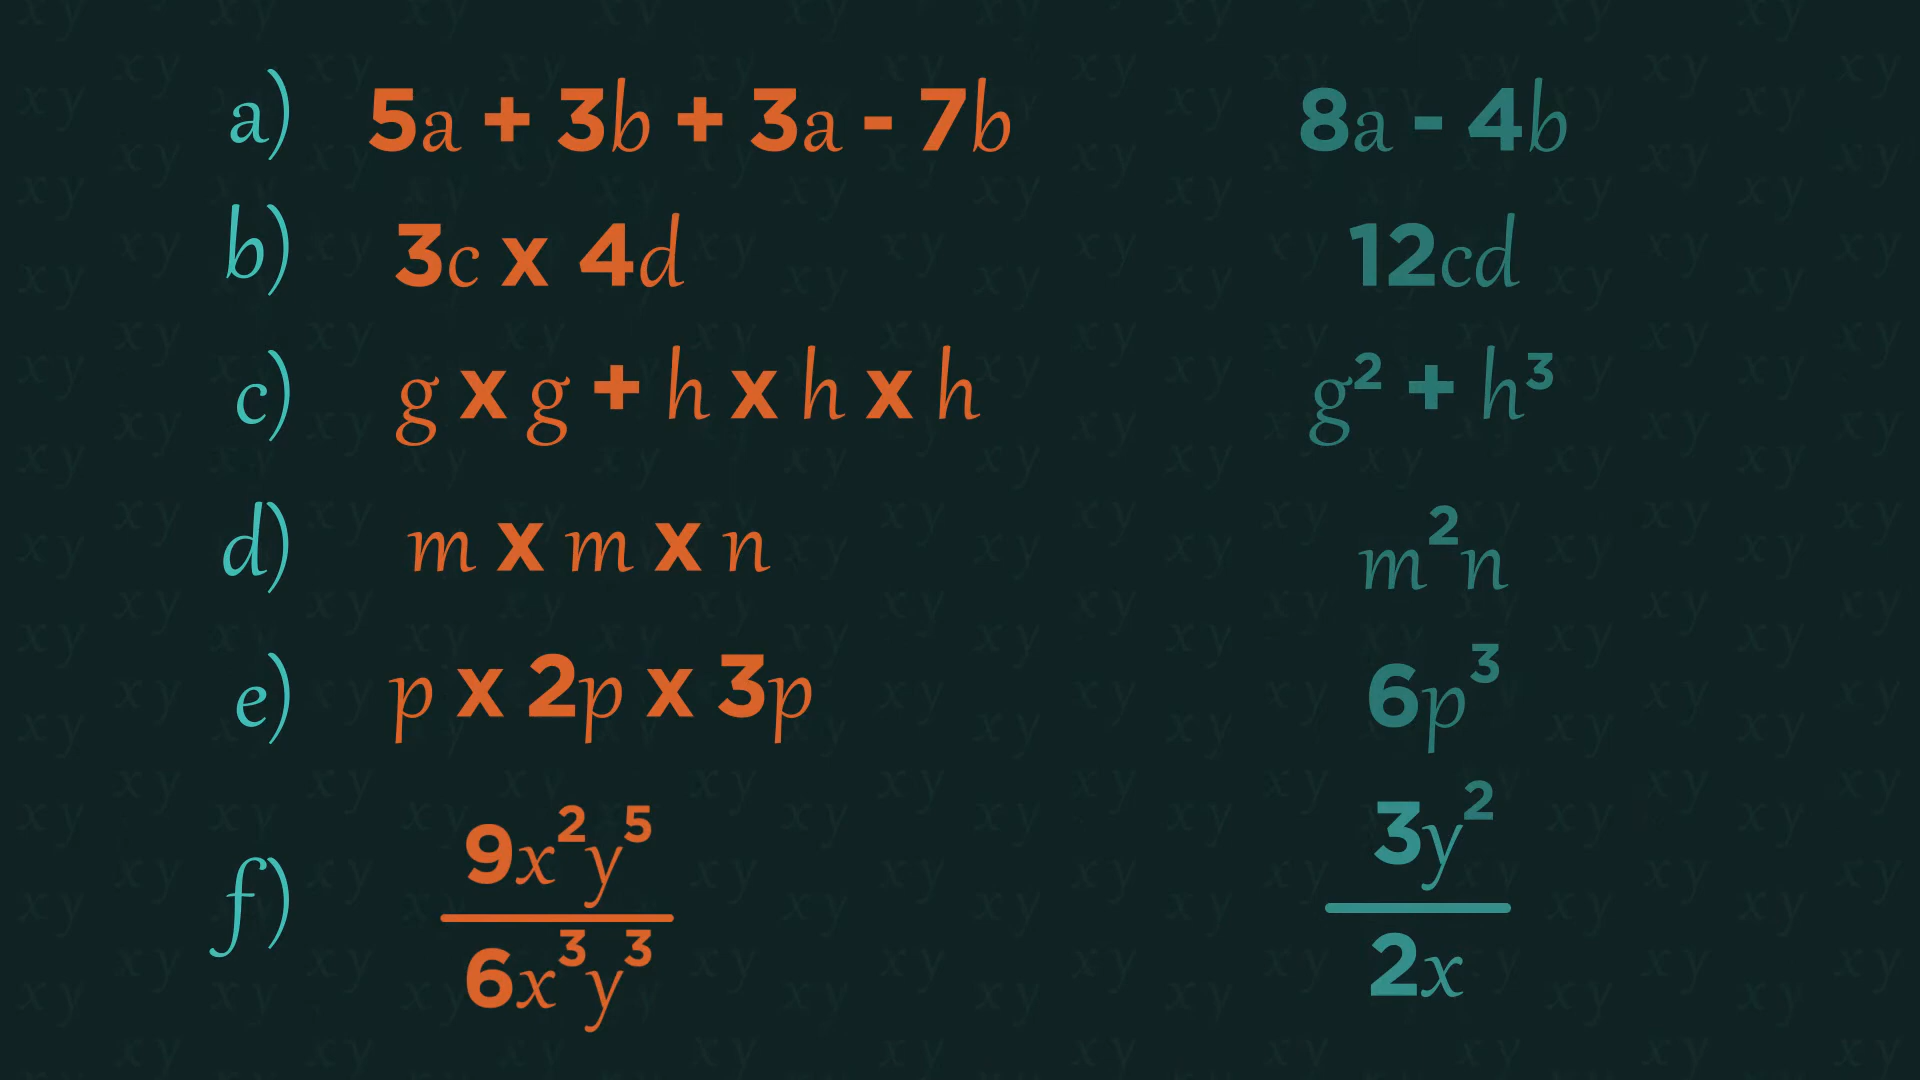 a) 5a + 3b + 3a - 7b 8a - 4b
b) 3c x 4d 12cd
c) g x g + h x h x h g² + h³
d) m x m x n m²n
e) p x 2p x 3p 6p³
f) 9x²y⁵ 3y²
6x³y³ 2x